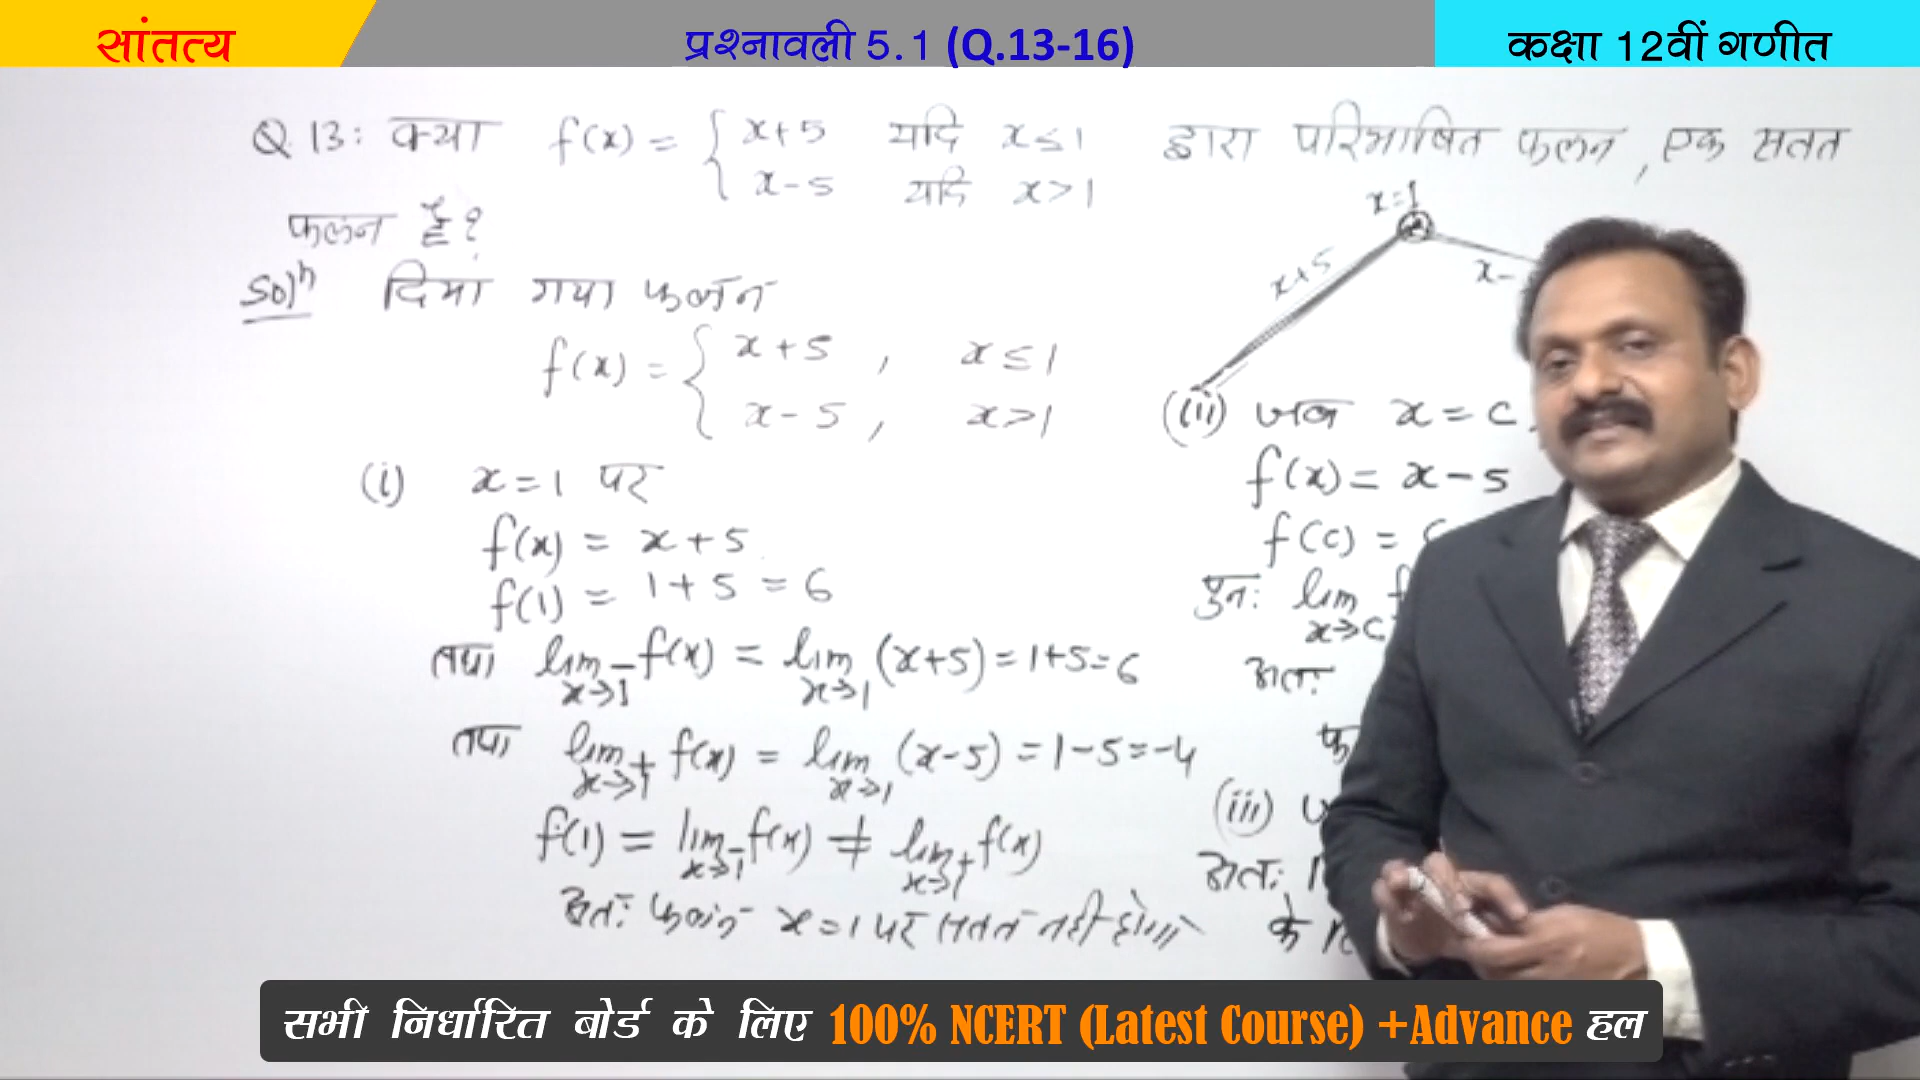 सांतत्य
प्रश्नावली 5.1 (Q.13-16)
कक्षा 12वीं गणीत
Q.13: क्या f(x) = { x+5 यदि x≤1 द्वारा परिभाषित फलन, एक सतत
x-5 यदि x>1
फलन है?
x=1
x+5
x-
Solⁿ दिया गया फलन
f(x) = { x+5 , x≤1
x-5 , x>1
(i) x=1 पर
f(x) = x+5
f(1) = 1+5 = 6
तथा lim x→1⁻ f(x) = lim x→1 (x+5) = 1+5=6
तथा lim x→1⁺ f(x) = lim x→1 (x-5) = 1-5=-4
f(1) = lim x→1⁻ f(x) ≠ lim x→1⁺ f(x)
अतः फलन x=1 पर सतत नहीं होगा
(ii) जब x = c
f(x) = x-5
f(c) =
पुनः lim x→c
अतः
(iii)
अतः
के
सभी निर्धारित बोर्ड के लिए 100% NCERT (Latest Course) +Advance हल